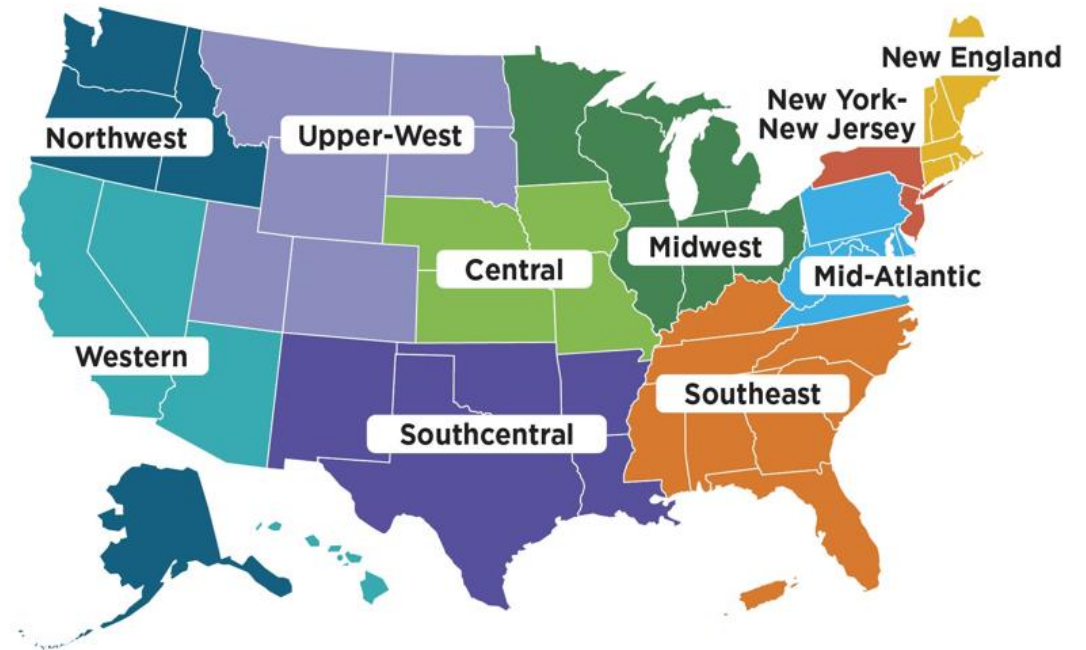 New England
New York-
New Jersey
Northwest
Upper-West
Midwest
Central
Mid-Atlantic
Western
Southeast
Southcentral